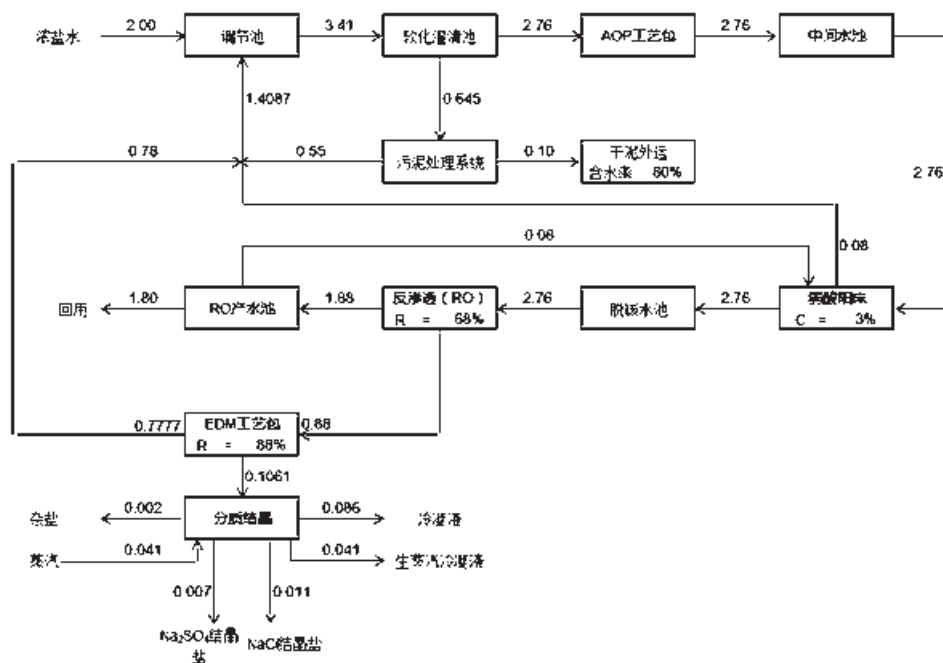 浓盐水
2.00
调节池
3.41
软化澄清池
2.76
AOP工艺包
2.76
中间水池
1.4087
0.645
0.78
0.55
污泥处理系统
0.10
干泥外运
含水率 60%
2.76
0.08
0.08
回用
1.80
RO产水池
1.88
反渗透（RO）
R = 68%
2.76
脱碳水池
2.76
C = 3%
0.7777
EDM工艺包
R = 88%
0.88
0.1061
杂盐
0.002
分质结晶
0.086
冷凝液
蒸汽
0.041
0.041
生蒸汽冷凝液
0.007
0.011
Na₂SO₄结晶
盐
NaCl结晶盐